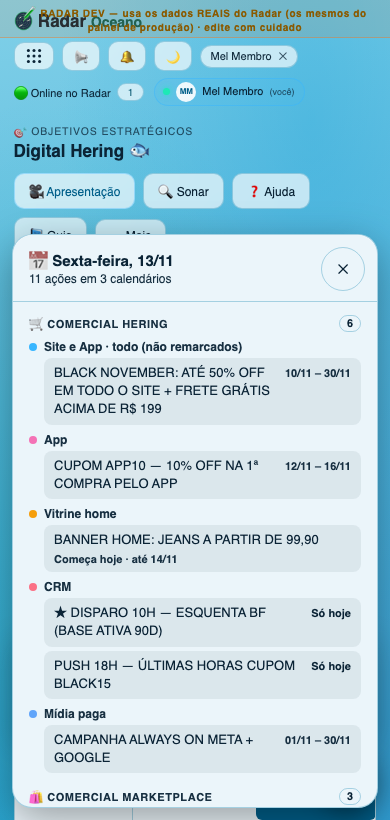 RADAR DEV — usa os dados REAIS do Radar (os mesmos do
painel de produção) · edite com cuidado
Radar Oceano
Mel Membro ×
Online no Radar 1
MM Mel Membro (você)
OBJETIVOS ESTRATÉGICOS
Digital Hering
Apresentação
Sonar
Ajuda
Guia
Mais
Sexta-feira, 13/11
11 ações em 3 calendários
COMERCIAL HERING 6
Site e App · todo (não remarcados)
BLACK NOVEMBER: ATÉ 50% OFF 10/11 – 30/11
EM TODO O SITE + FRETE GRÁTIS
ACIMA DE R$ 199
App
CUPOM APP10 — 10% OFF NA 1ª 12/11 – 16/11
COMPRA PELO APP
Vitrine home
BANNER HOME: JEANS A PARTIR DE 99,90
Começa hoje · até 14/11
CRM
★ DISPARO 10H — ESQUENTA BF Só hoje
(BASE ATIVA 90D)
PUSH 18H — ÚLTIMAS HORAS CUPOM Só hoje
BLACK15
Mídia paga
CAMPANHA ALWAYS ON META + 01/11 – 30/11
GOOGLE
COMERCIAL MARKETPLACE 3